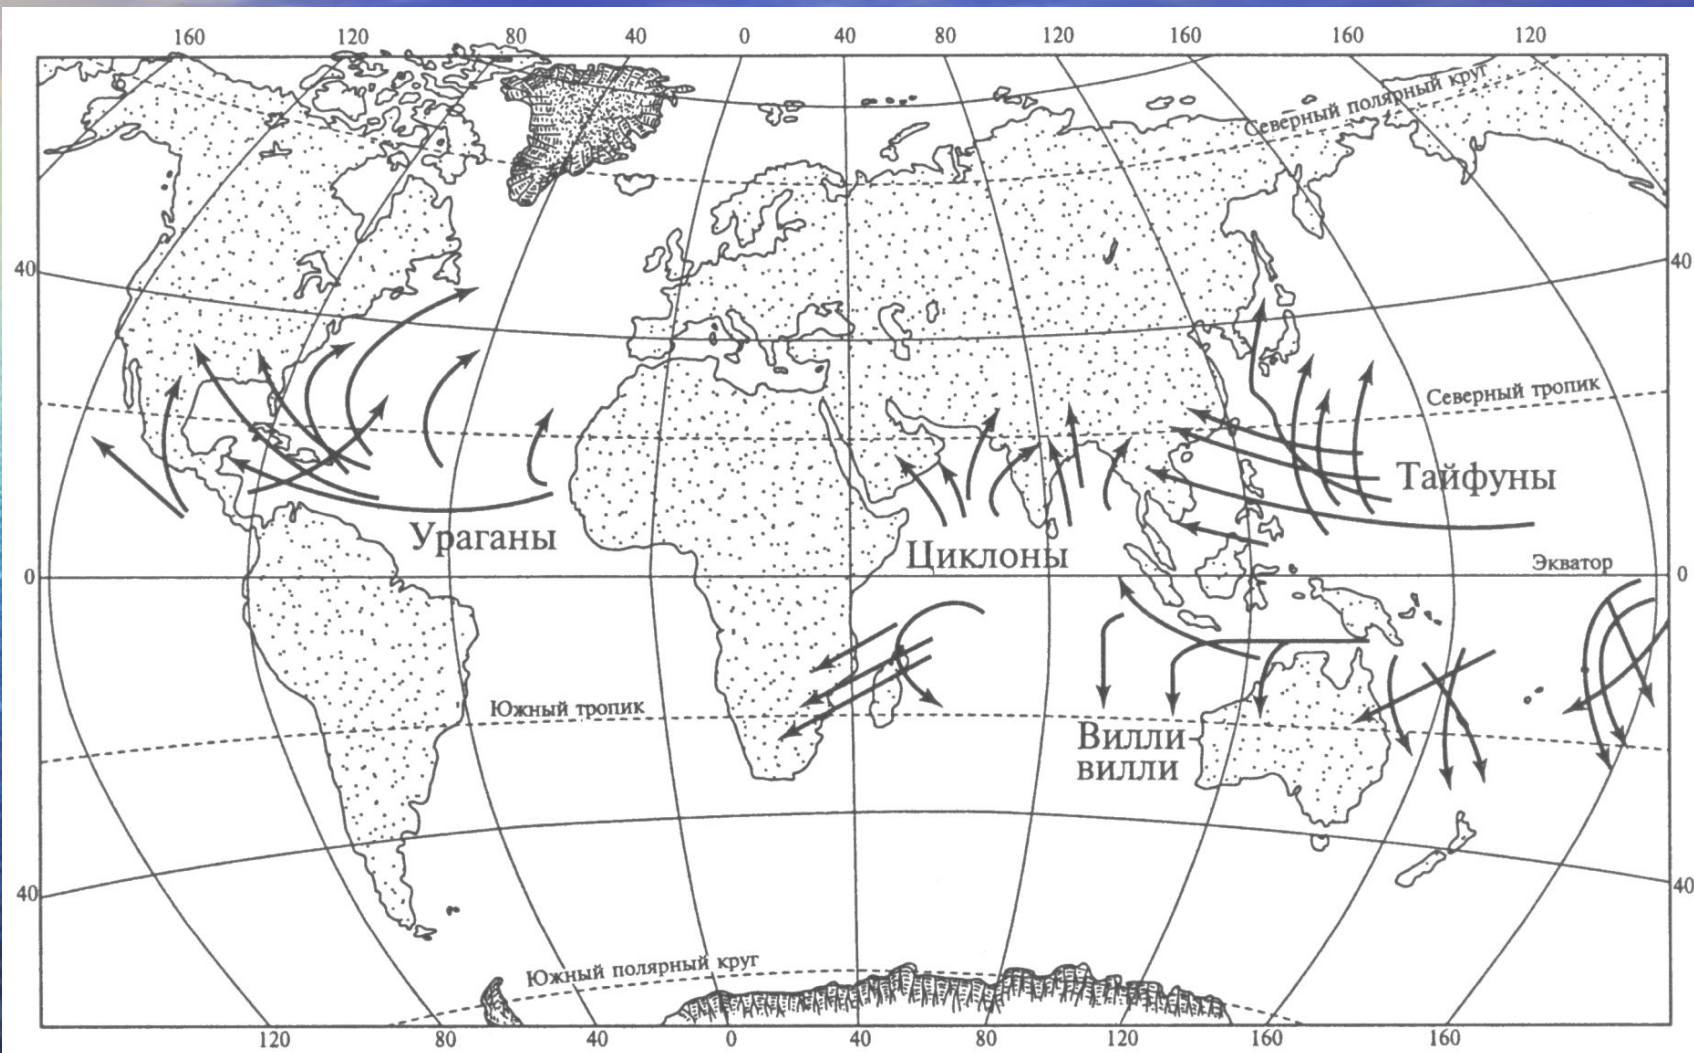 160 120 80 40 0 40 80 120 160 160 120
Северный полярный круг
40 40
Северный тропик
Тайфуны
Ураганы
Циклоны
Экватор
0 0
Южный тропик
Вилли-
вилли
40 40
Южный полярный круг
120 80 40 0 40 80 120 160 160